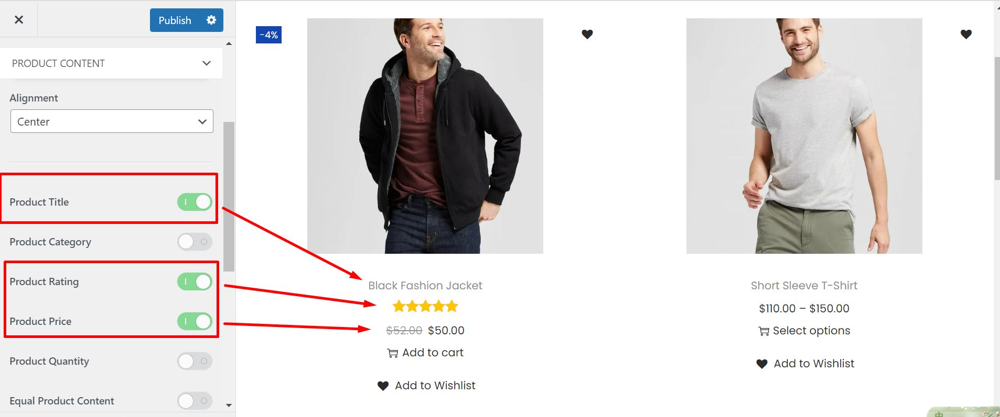 Publish
PRODUCT CONTENT
Alignment
Center
Product Title
Product Category
Product Rating
Product Price
Product Quantity
Equal Product Content
-4%
Black Fashion Jacket
$52.00 $50.00
Add to cart
Add to Wishlist
Short Sleeve T-Shirt
$110.00 – $150.00
Select options
Add to Wishlist